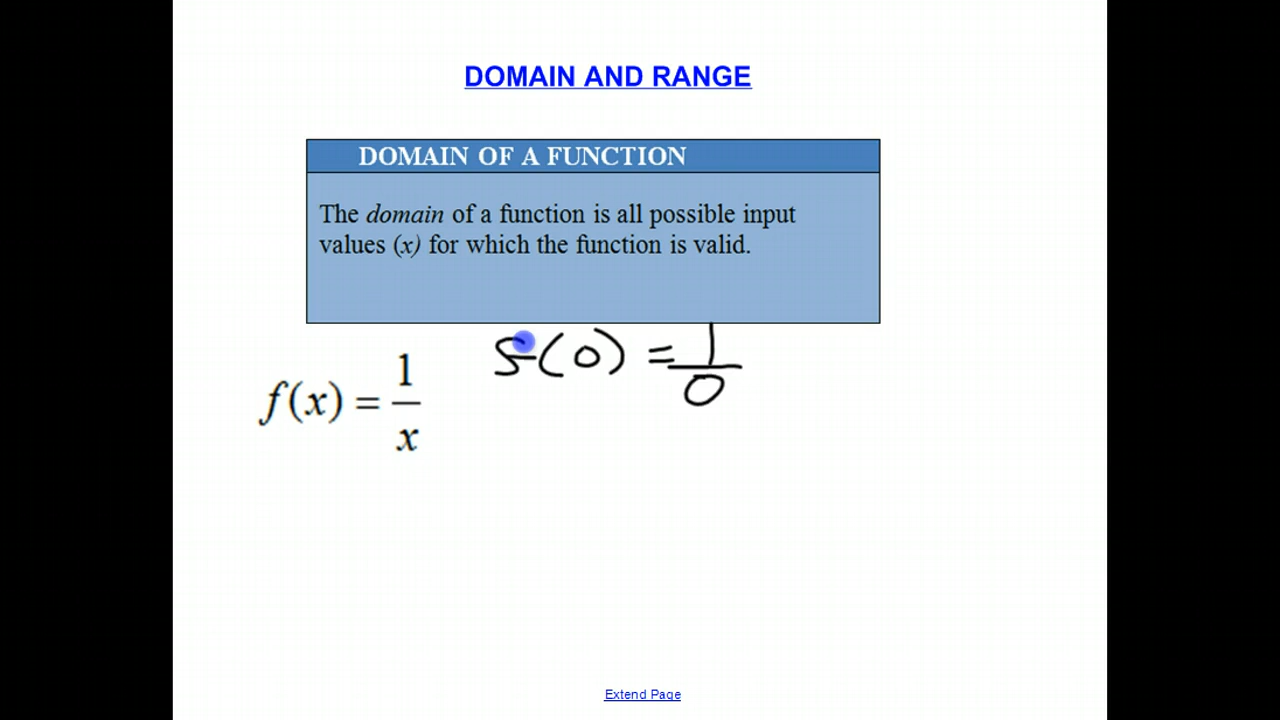 DOMAIN AND RANGE
DOMAIN OF A FUNCTION
The domain of a function is all possible input
values (x) for which the function is valid.
f(0) = 1/0
f(x) = 1/x
Extend Page